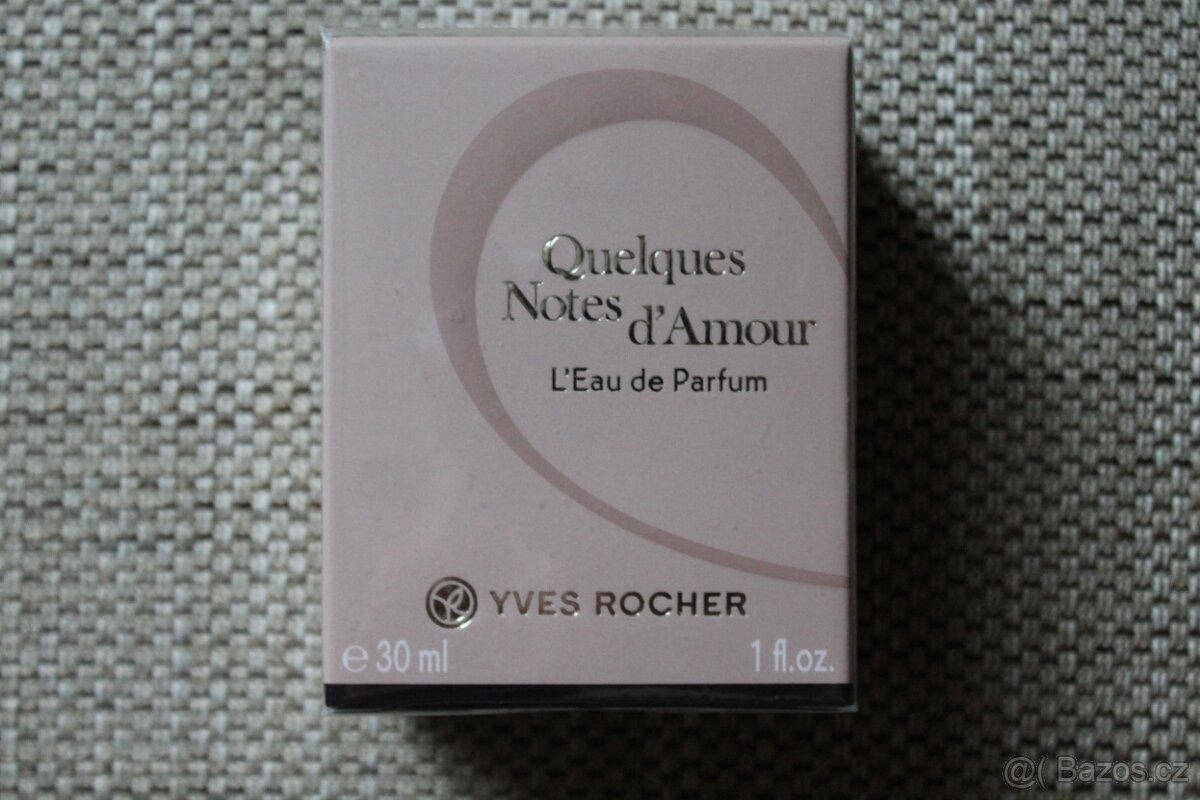 Quelques
Notes d'Amour
L'Eau de Parfum
YVES ROCHER
℮ 30 ml 1 fl.oz.
@( Bazos.cz